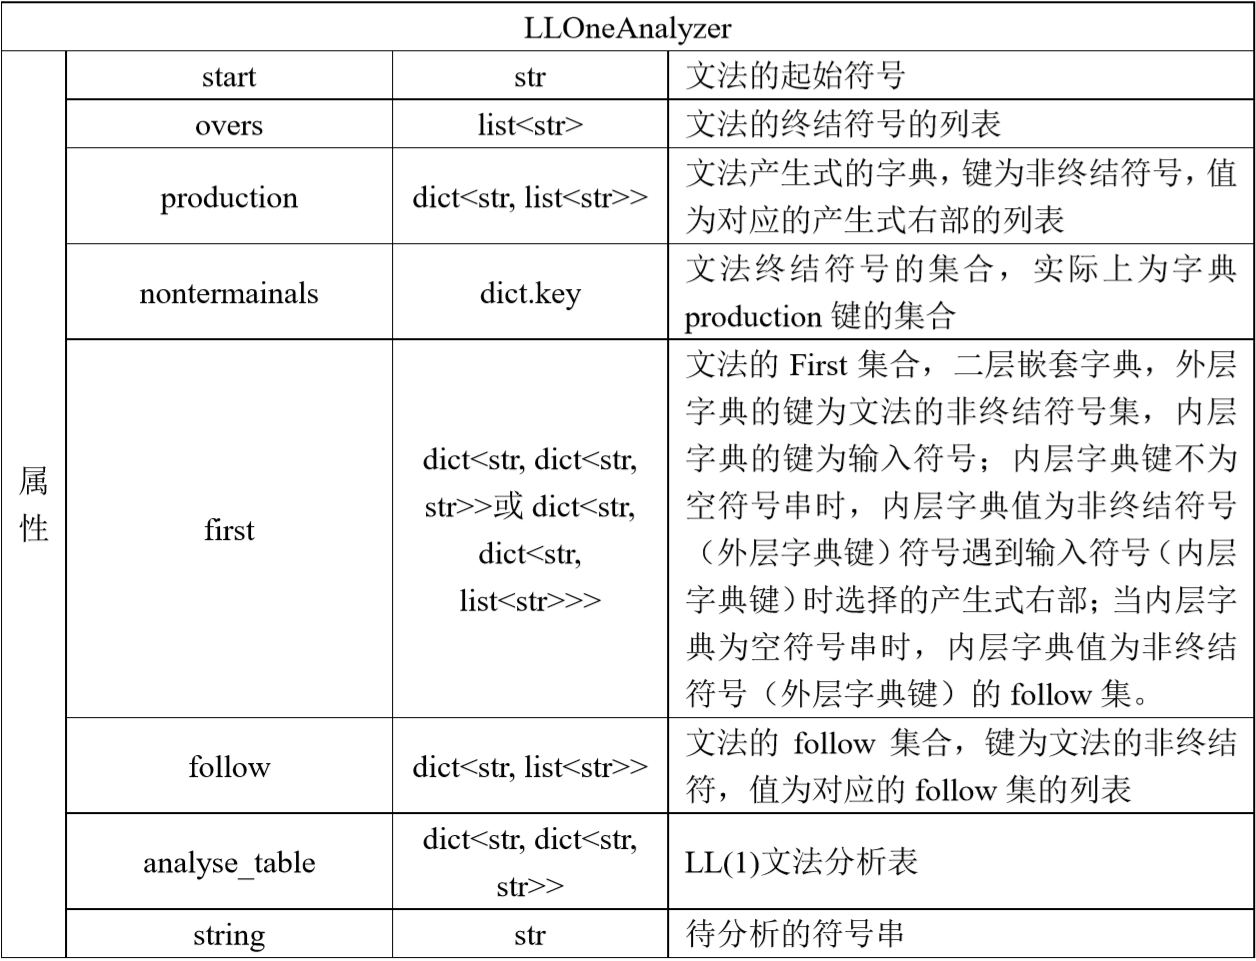 LLOneAnalyzer
属
性
start
str
文法的起始符号
overs
list<str>
文法的终结符号的列表
production
dict<str, list<str>>
文法产生式的字典，键为非终结符号，值
为对应的产生式右部的列表
nontermainals
dict.key
文法终结符号的集合，实际上为字典
production 键的集合
first
dict<str, dict<str,
str>>或 dict<str,
dict<str,
list<str>>>
文法的 First 集合，二层嵌套字典，外层
字典的键为文法的非终结符号集，内层
字典的键为输入符号；内层字典键不为
空符号串时，内层字典值为非终结符号
（外层字典键）符号遇到输入符号（内层
字典键）时选择的产生式右部；当内层字
典为空符号串时，内层字典值为非终结
符号（外层字典键）的 follow 集。
follow
dict<str, list<str>>
文法的 follow 集合，键为文法的非终结
符，值为对应的 follow 集的列表
analyse_table
dict<str, dict<str,
str>>
LL(1)文法分析表
string
str
待分析的符号串